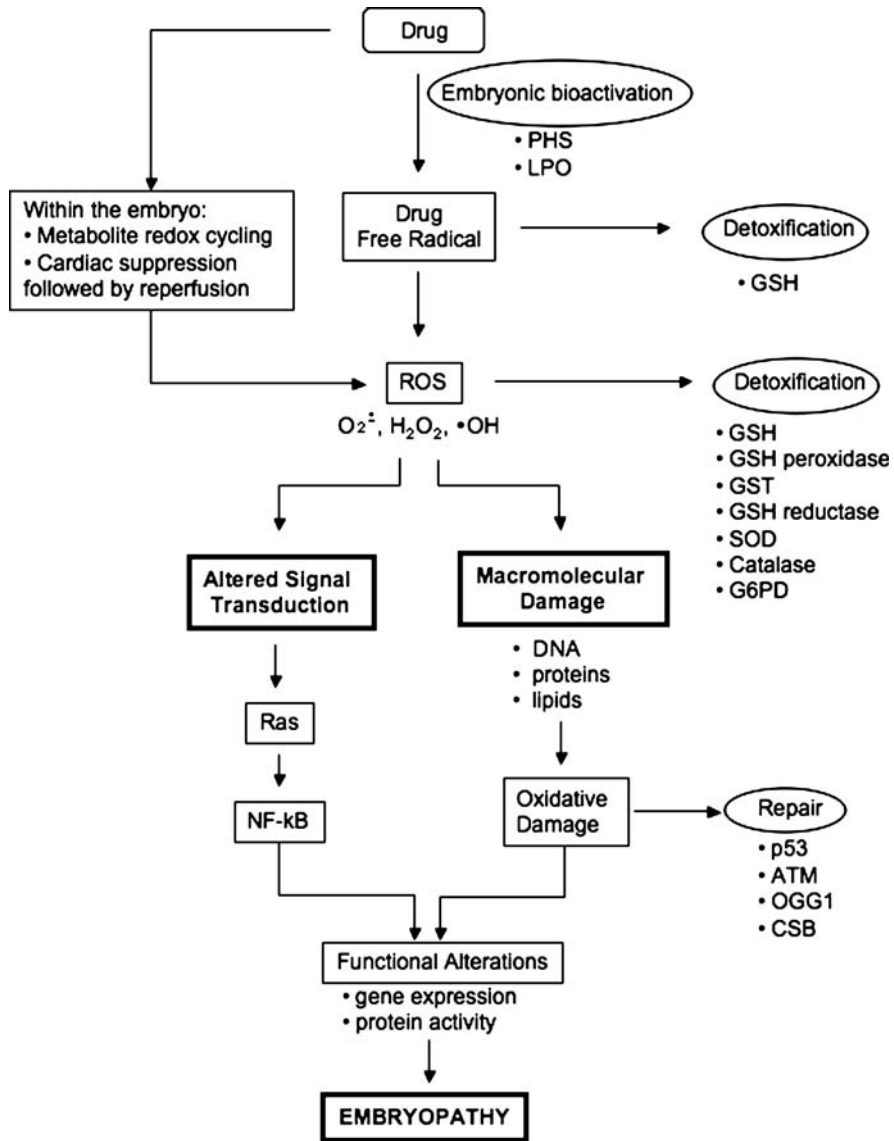 Drug
Embryonic bioactivation
• PHS
• LPO
Within the embryo:
• Metabolite redox cycling
• Cardiac suppression
followed by reperfusion
Drug
Free Radical
Detoxification
• GSH
ROS
O2•̄, H2O2, •OH
Detoxification
• GSH
• GSH peroxidase
• GST
• GSH reductase
• SOD
• Catalase
• G6PD
Altered Signal
Transduction
Macromolecular
Damage
• DNA
• proteins
• lipids
Ras
NF-kB
Oxidative
Damage
Repair
• p53
• ATM
• OGG1
• CSB
Functional Alterations
• gene expression
• protein activity
EMBRYOPATHY